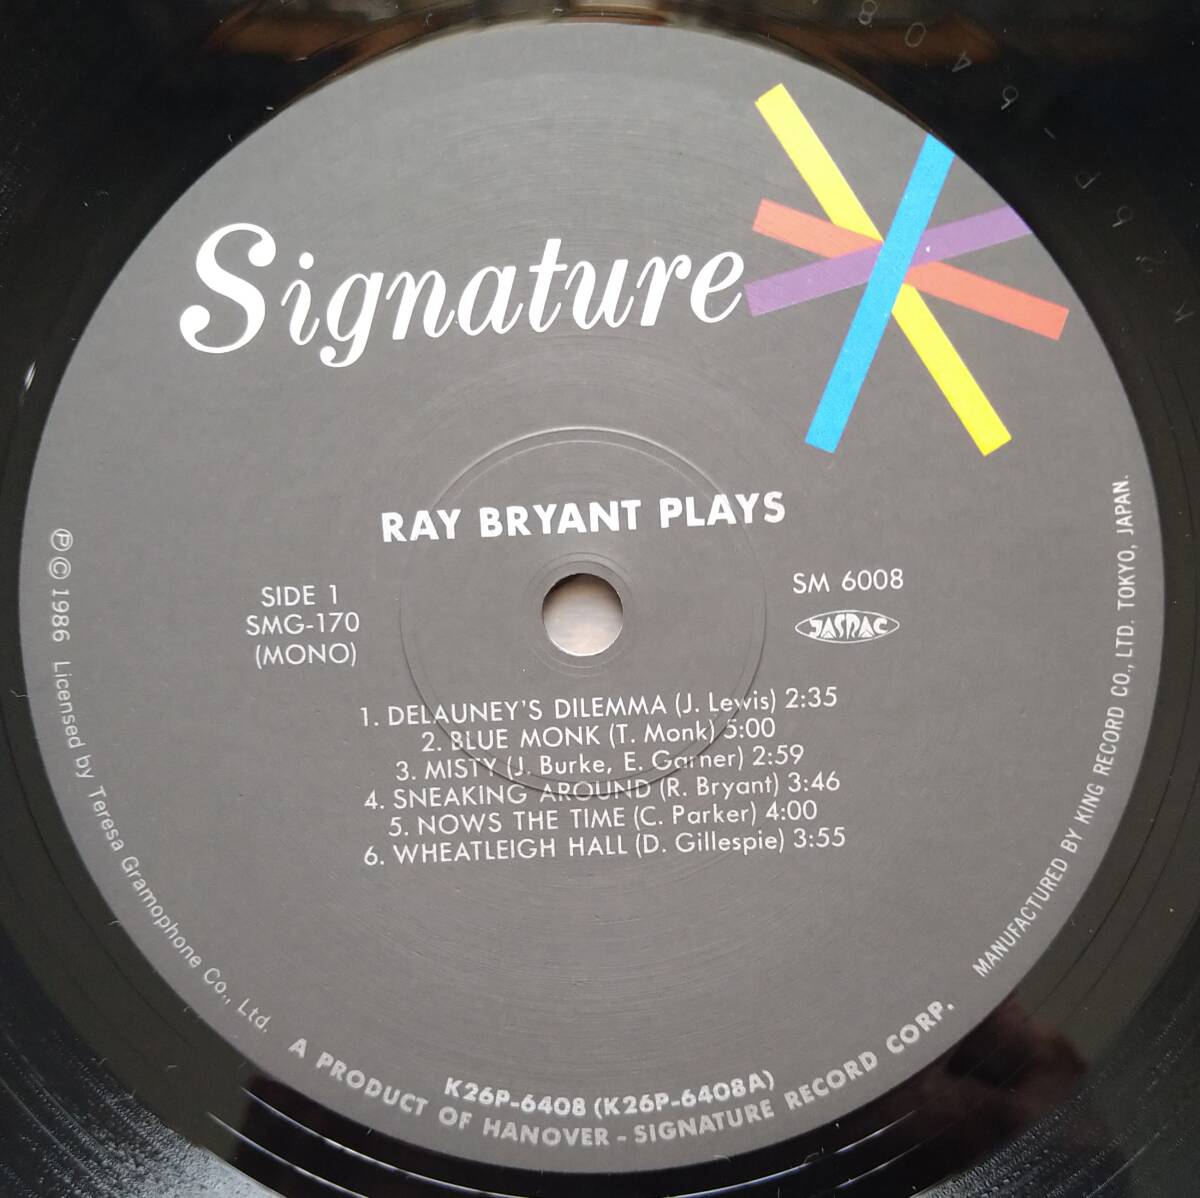 Signature
RAY BRYANT PLAYS
SIDE 1
SMG-170
(MONO)
SM 6008
JASRAC
1. DELAUNEY'S DILEMMA (J. Lewis) 2:35
2. BLUE MONK (T. Monk) 5:00
3. MISTY (J. Burke, E. Garner) 2:59
4. SNEAKING AROUND (R. Bryant) 3:46
5. NOWS THE TIME (C. Parker) 4:00
6. WHEATLEIGH HALL (D. Gillespie) 3:55
℗ © 1986 Licensed by Teresa Gramophone Co., Ltd.
MANUFACTURED BY KING RECORD CO., LTD. TOKYO, JAPAN.
K26P-6408 (K26P-6408A)
A PRODUCT OF HANOVER - SIGNATURE RECORD CORP.